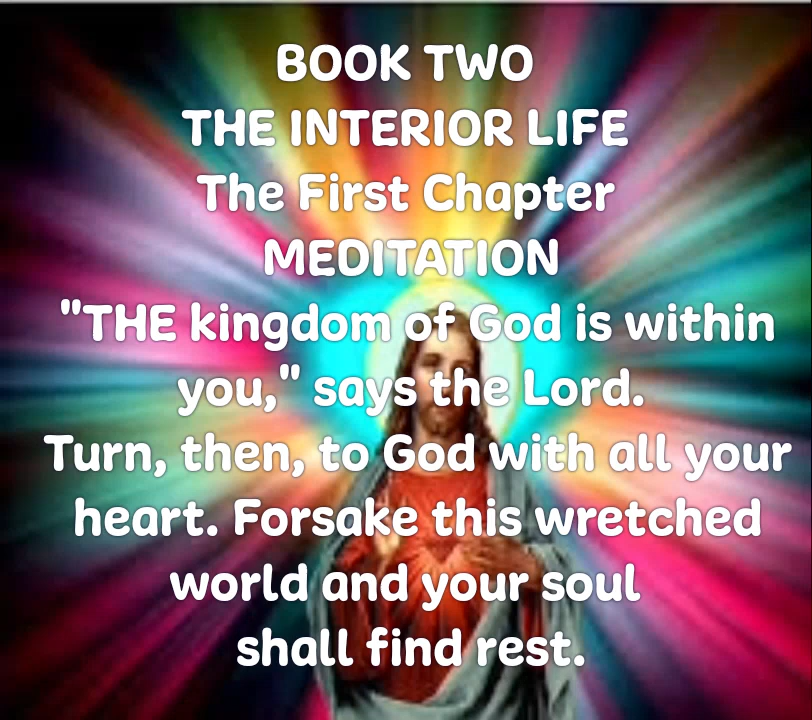 BOOK TWO
THE INTERIOR LIFE
The First Chapter
MEDITATION
"THE kingdom of God is within
you," says the Lord.
Turn, then, to God with all your
heart. Forsake this wretched
world and your soul
shall find rest.